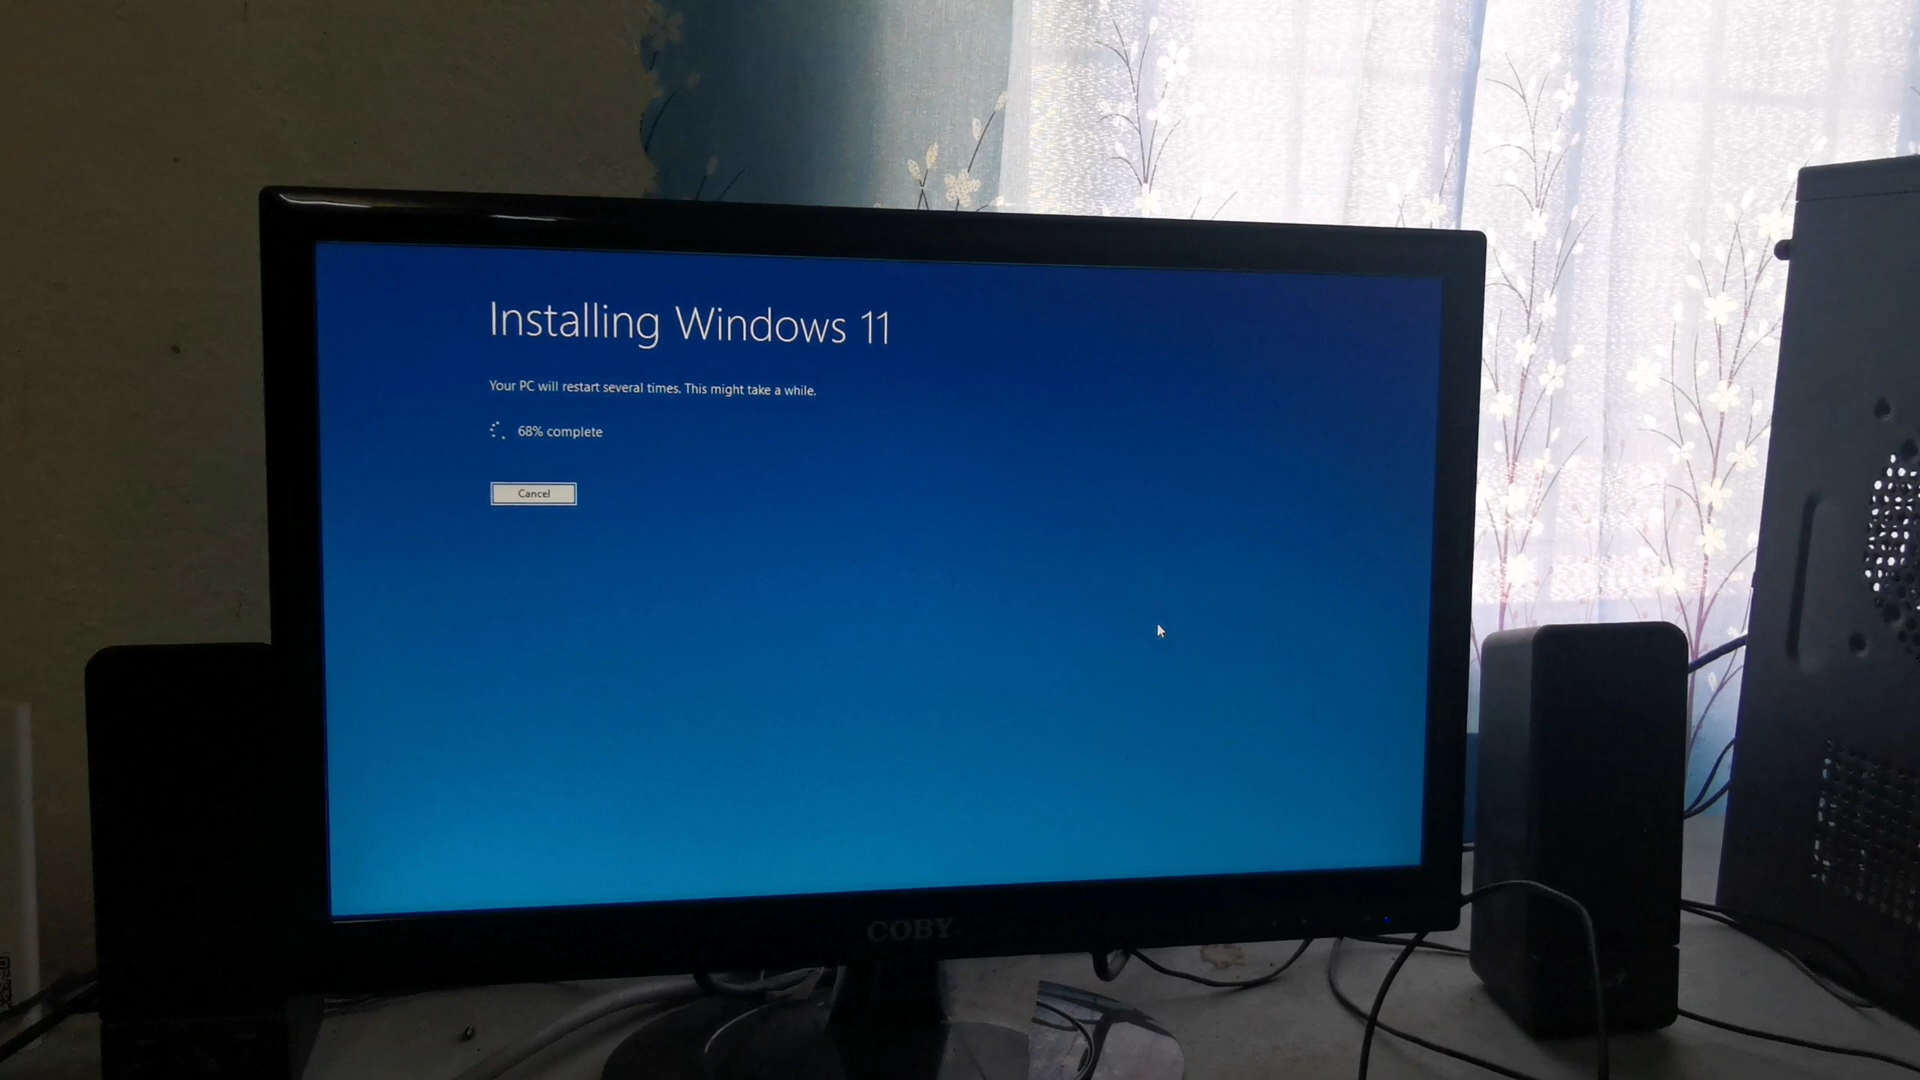 Installing Windows 11
Your PC will restart several times. This might take a while.
68% complete
Cancel
COBY